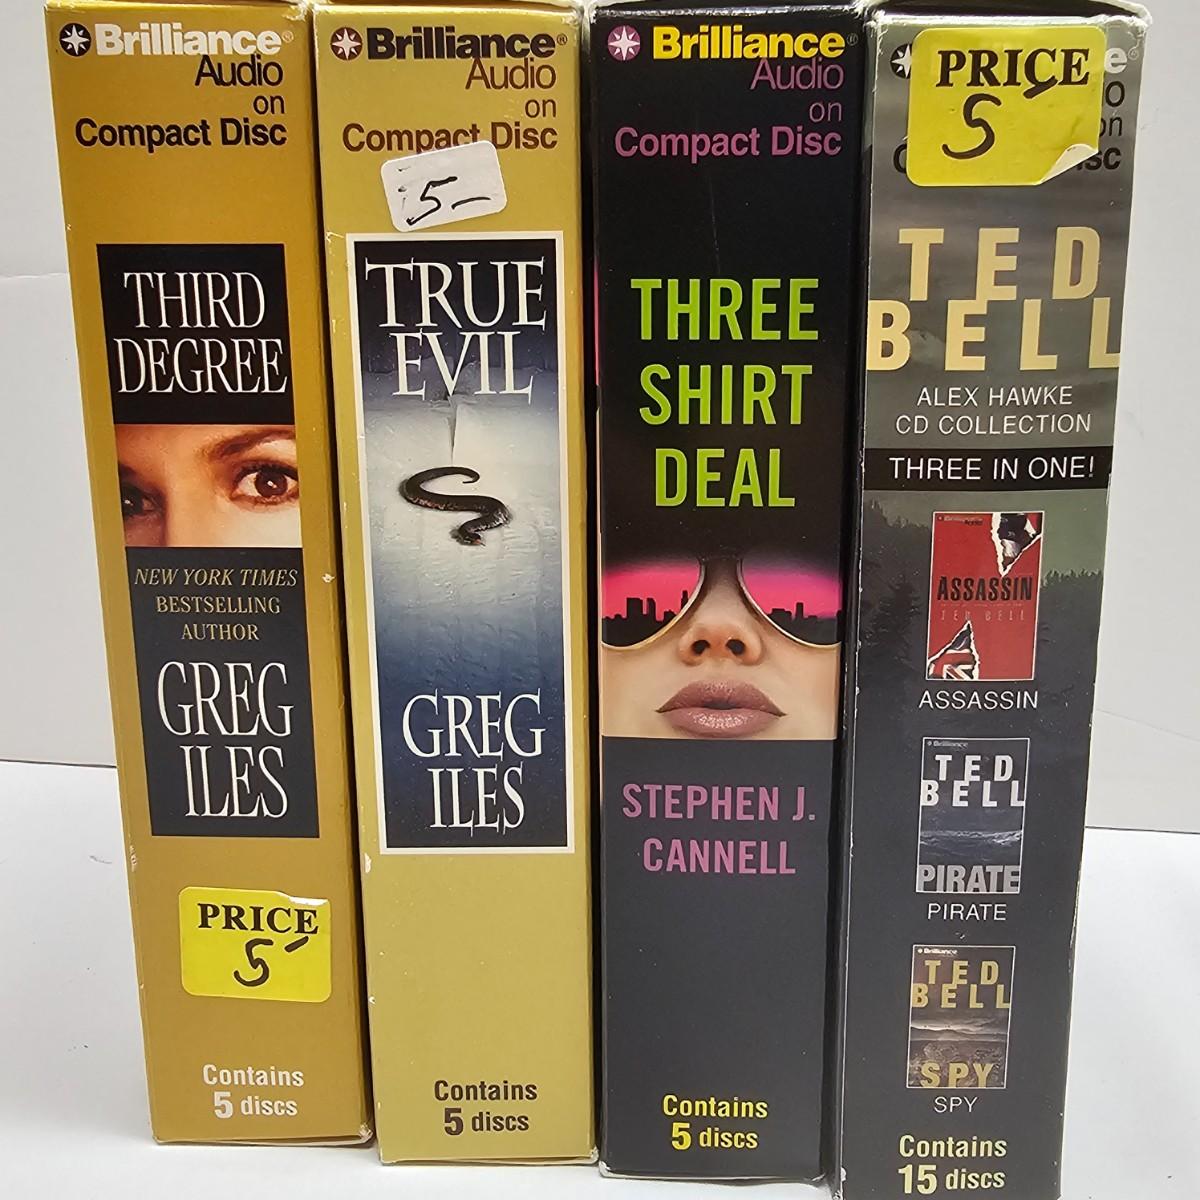 Brilliance®
Audio
on
Compact Disc
THIRD
DEGREE
NEW YORK TIMES
BESTSELLING
AUTHOR
GREG
ILES
PRICE
5
Contains
5 discs
Brilliance®
Audio
on
Compact Disc
5-
TRUE
EVIL
GREG
ILES
Contains
5 discs
Brilliance®
Audio
on
Compact Disc
THREE
SHIRT
DEAL
STEPHEN J.
CANNELL
Contains
5 discs
PRICE
5
TED
BELL
ALEX HAWKE
CD COLLECTION
THREE IN ONE!
ASSASSIN
TED BELL
ASSASSIN
Brilliance
TED
BELL
PIRATE
PIRATE
Brilliance
TED
BELL
SPY
SPY
Contains
15 discs